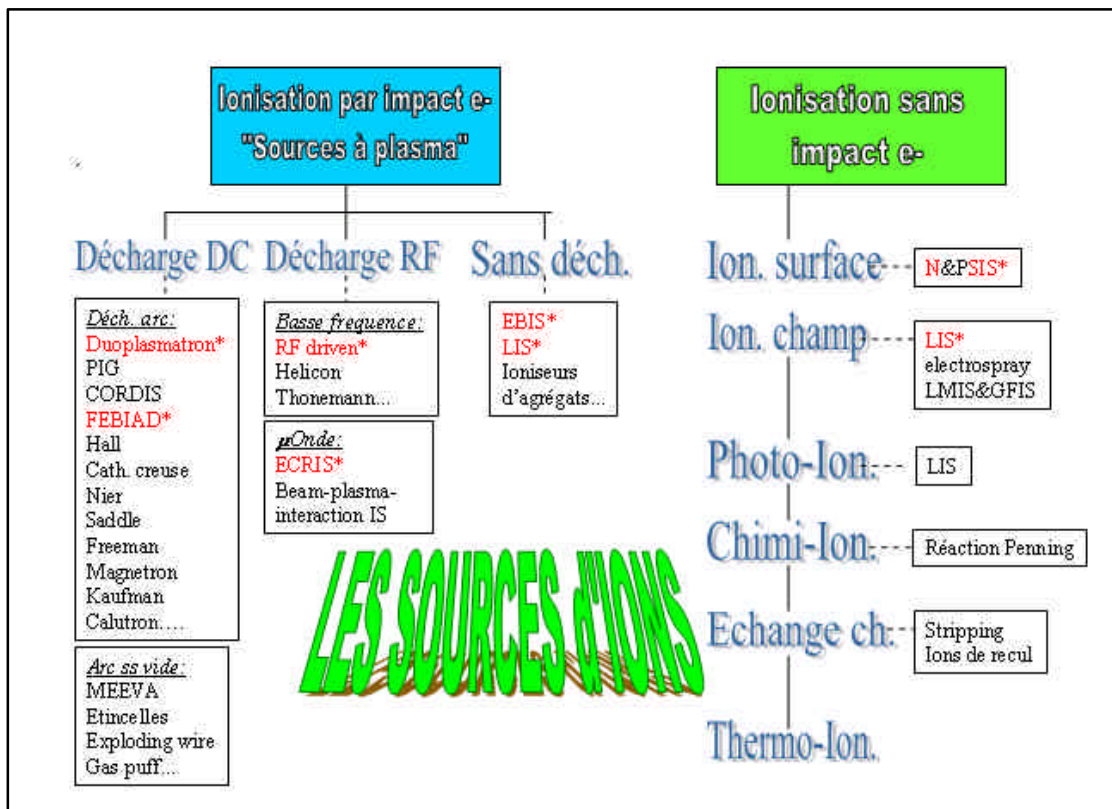 Ionisation par impact e-
"Sources à plasma"
Ionisation sans
impact e-
Décharge DC
Déch. arc:
Duoplasmatron*
PIG
CORDIS
FEBIAD*
Hall
Cath. creuse
Nier
Saddle
Freeman
Magnetron
Kaufman
Calutron....
Arc ss vide:
MEEVA
Etincelles
Exploding wire
Gas puff...
Décharge RF
Basse frequence:
RF driven*
Helicon
Thonemann...
µOnde:
ECRIS*
Beam-plasma-
interaction IS
Sans déch.
EBIS*
LIS*
Ioniseurs
d'agrégats...
Ion. surface
N&PSIS*
Ion. champ
LIS*
electrospray
LMIS&GFIS
Photo-Ion.
LIS
Chimi-Ion.
Réaction Penning
Echange ch.
Stripping
Ions de recul
Thermo-Ion.
LES SOURCES d'IONS